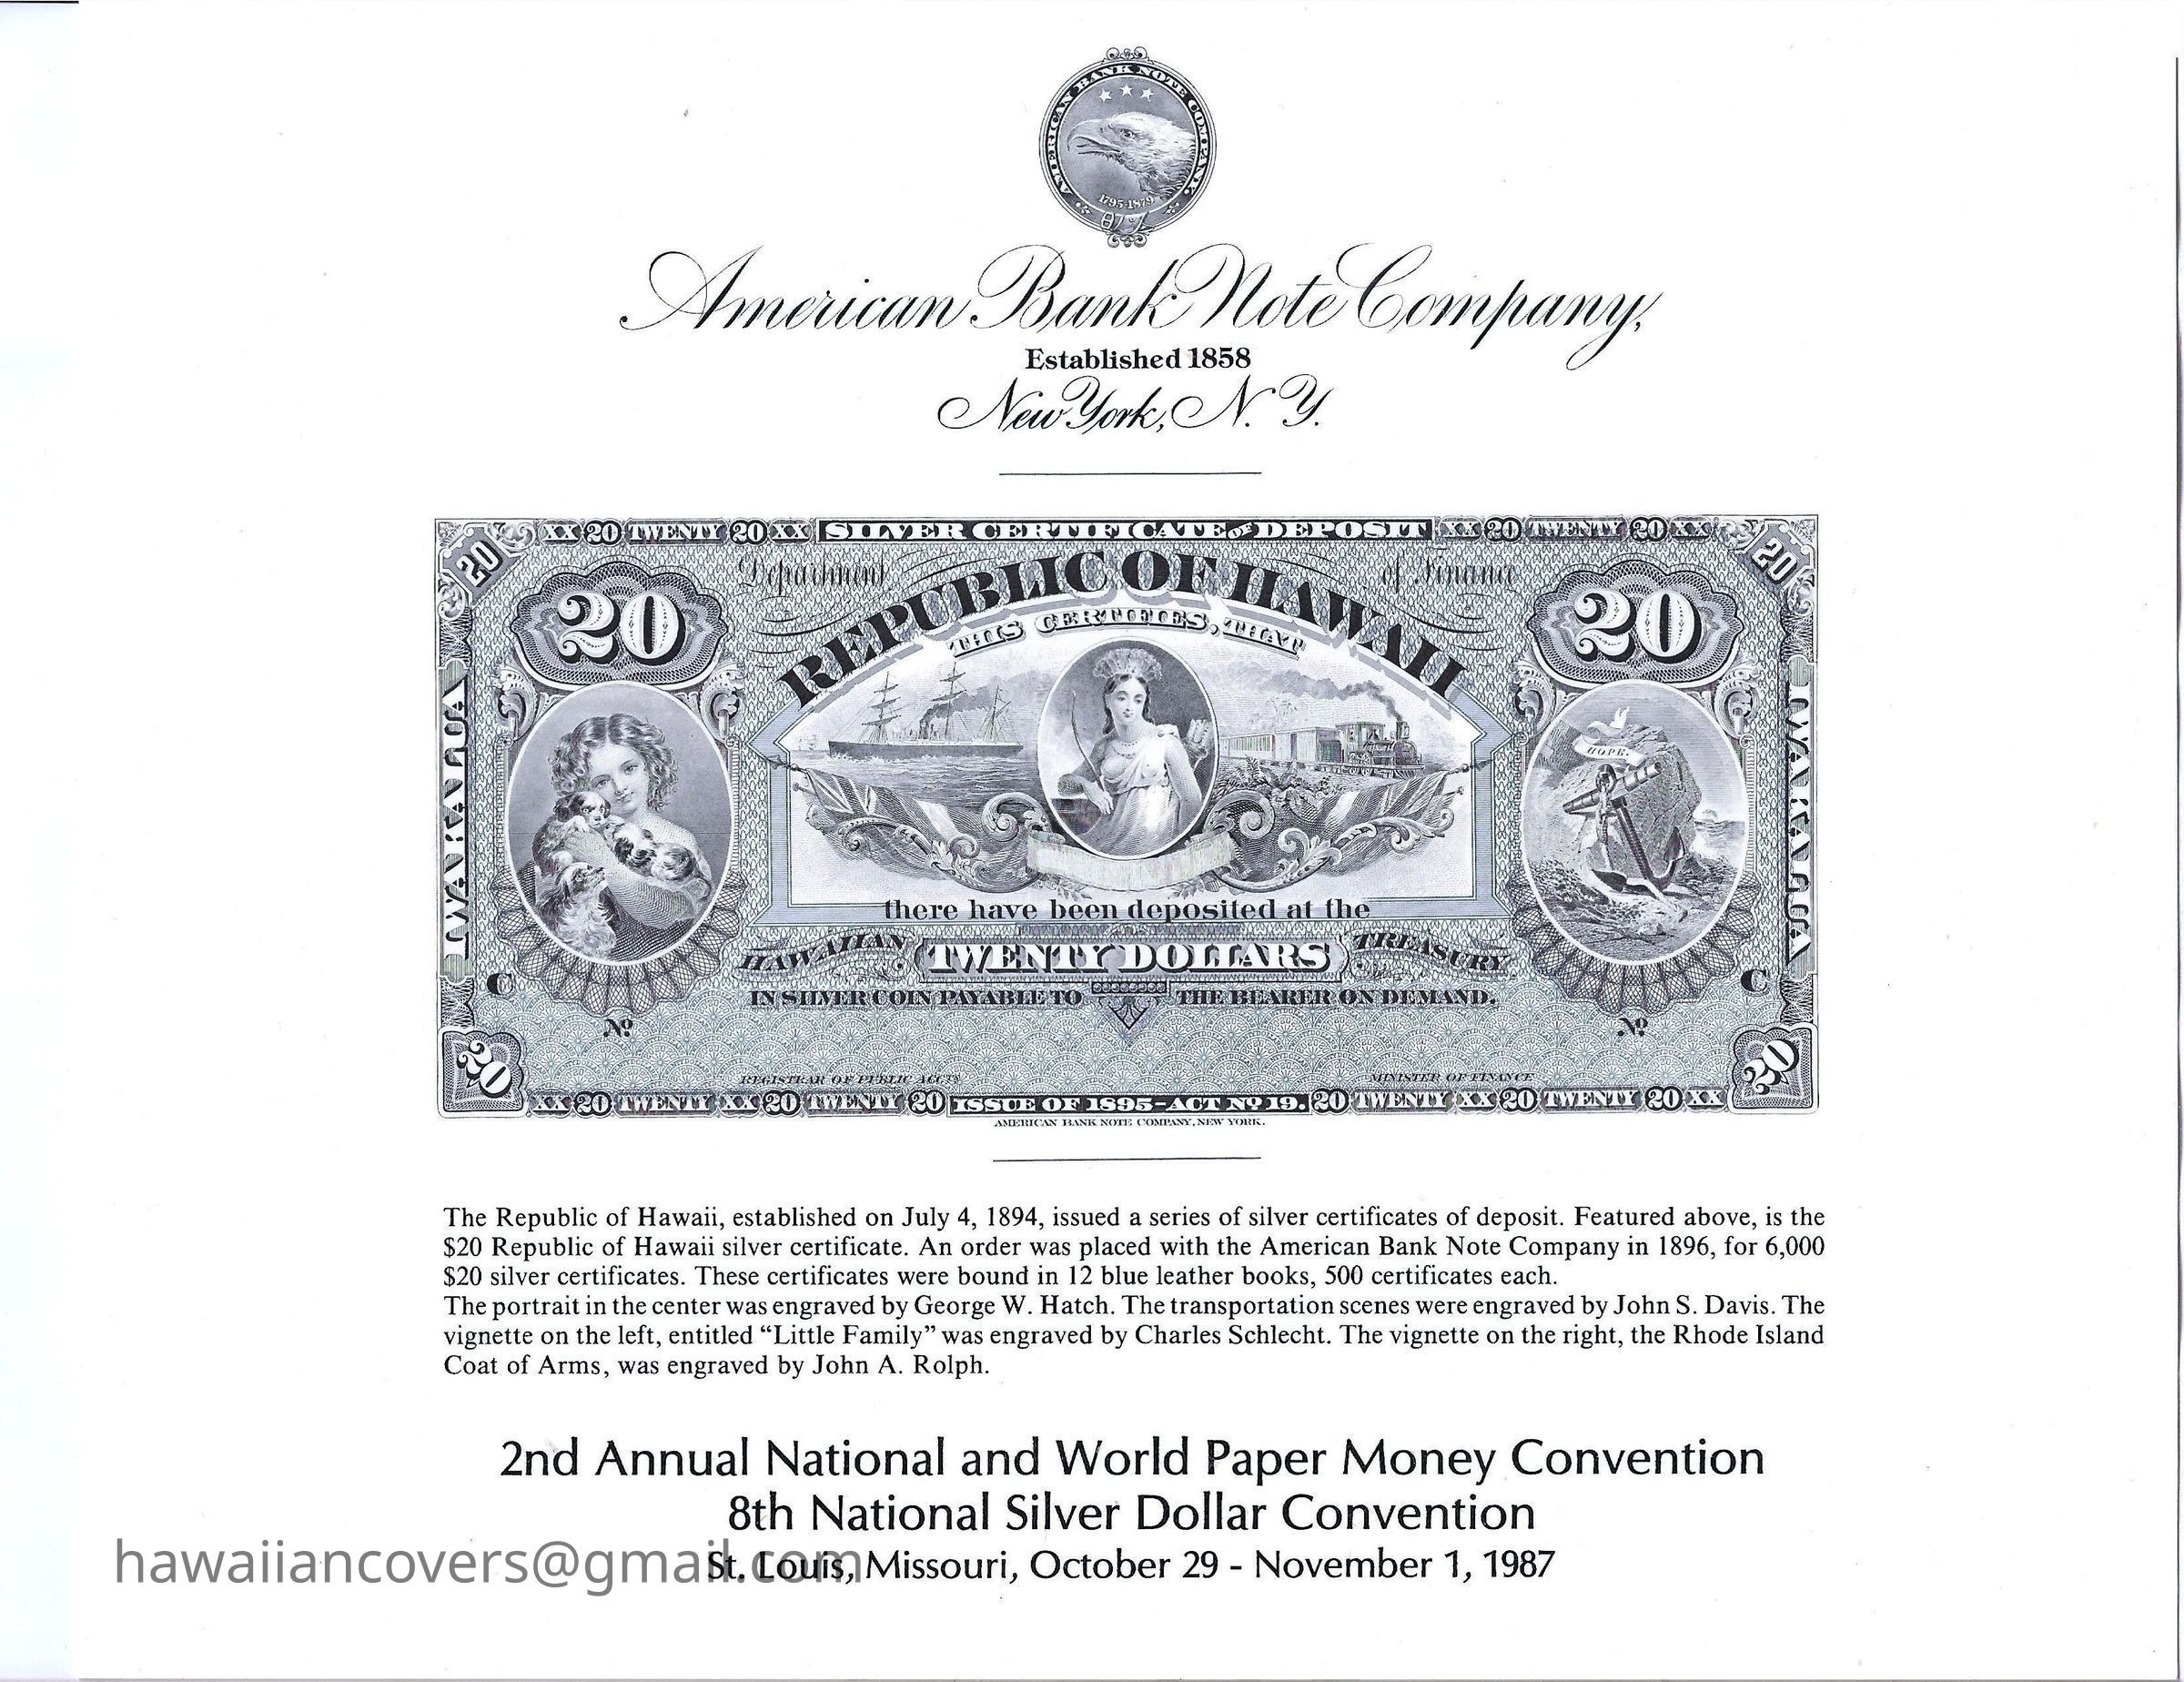 AMERICAN BANK NOTE COMPANY
1795-1879
American Bank Note Company,
Established 1858
New York, N. Y.
XX 20 TWENTY 20 XX SILVER CERTIFICATE OF DEPOSIT XX 20 TWENTY 20 XX
20 20
Department of Finance
20 20
REPUBLIC OF HAWAII
THIS CERTIFIES, THAT
HOPE.
IWAKALUA IWAKALUA
there have been deposited at the
HAWAIIAN TWENTY DOLLARS TREASURY
C C
IN SILVER COIN PAYABLE TO THE BEARER ON DEMAND.
No No
20 20
REGISTRAR OF PUBLIC ACCTS MINISTER OF FINANCE
XX 20 TWENTY XX 20 TWENTY 20 ISSUE OF 1895-ACT No 19. 20 TWENTY XX 20 TWENTY 20 XX
AMERICAN BANK NOTE COMPANY, NEW YORK.
The Republic of Hawaii, established on July 4, 1894, issued a series of silver certificates of deposit. Featured above, is the
$20 Republic of Hawaii silver certificate. An order was placed with the American Bank Note Company in 1896, for 6,000
$20 silver certificates. These certificates were bound in 12 blue leather books, 500 certificates each.
The portrait in the center was engraved by George W. Hatch. The transportation scenes were engraved by John S. Davis. The
vignette on the left, entitled “Little Family” was engraved by Charles Schlecht. The vignette on the right, the Rhode Island
Coat of Arms, was engraved by John A. Rolph.
2nd Annual National and World Paper Money Convention
8th National Silver Dollar Convention
St. Louis, Missouri, October 29 - November 1, 1987
hawaiiancovers@gmail.com